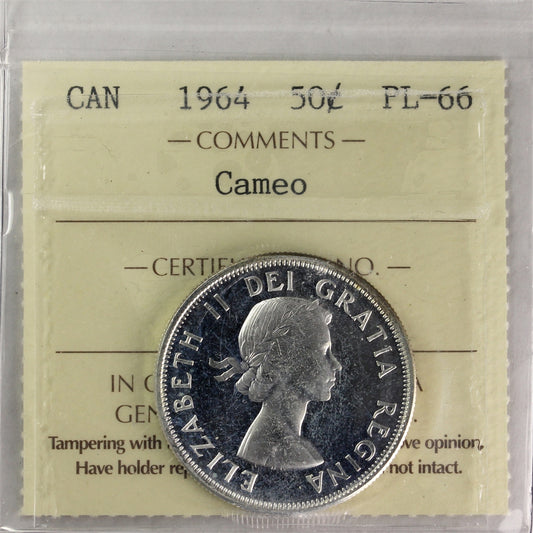 CAN 1964 50¢ PL-66
— COMMENTS —
Cameo
— CERTIF NO. —
ELIZABETH II DEI GRATIA REGINA
IN
GEN
Tampering with ve opinion,
Have holder not intact.